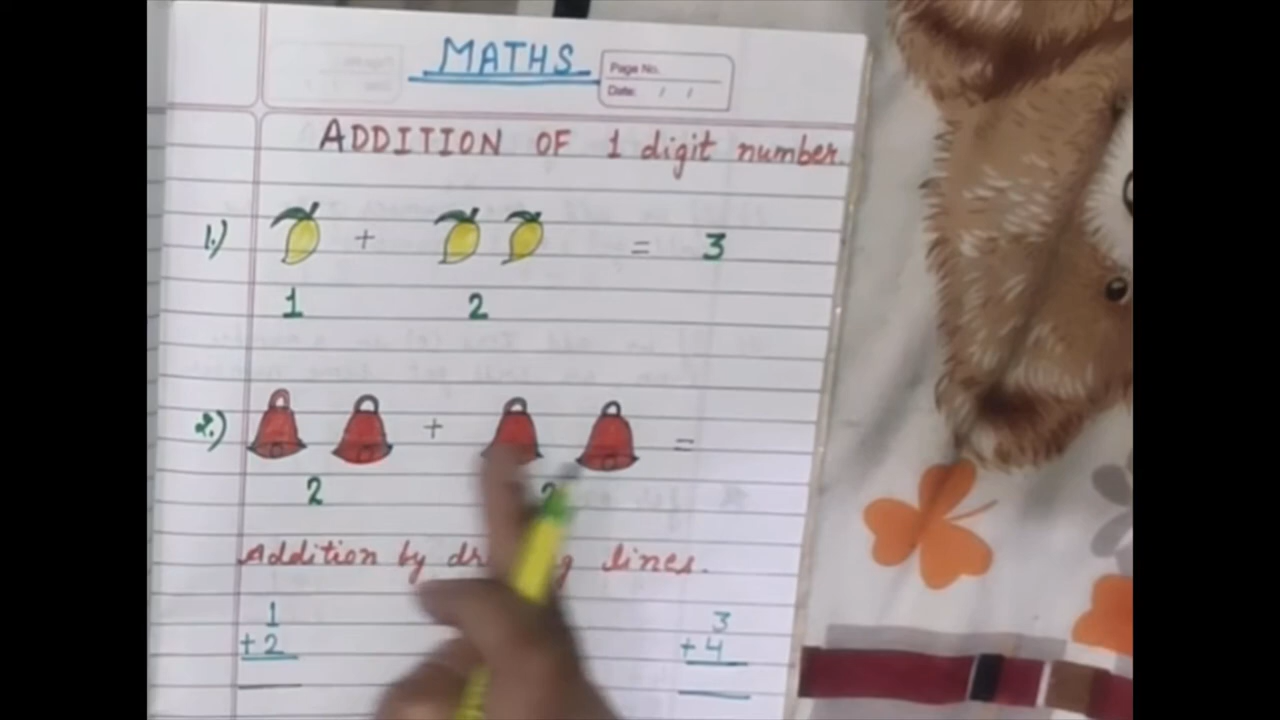 MATHS
Page No.
Date: / /
ADDITION OF 1 digit number.
1.) + = 3
1 2
2.) + =
2 2
Addition by lines.
1 3
+ 2 + 4